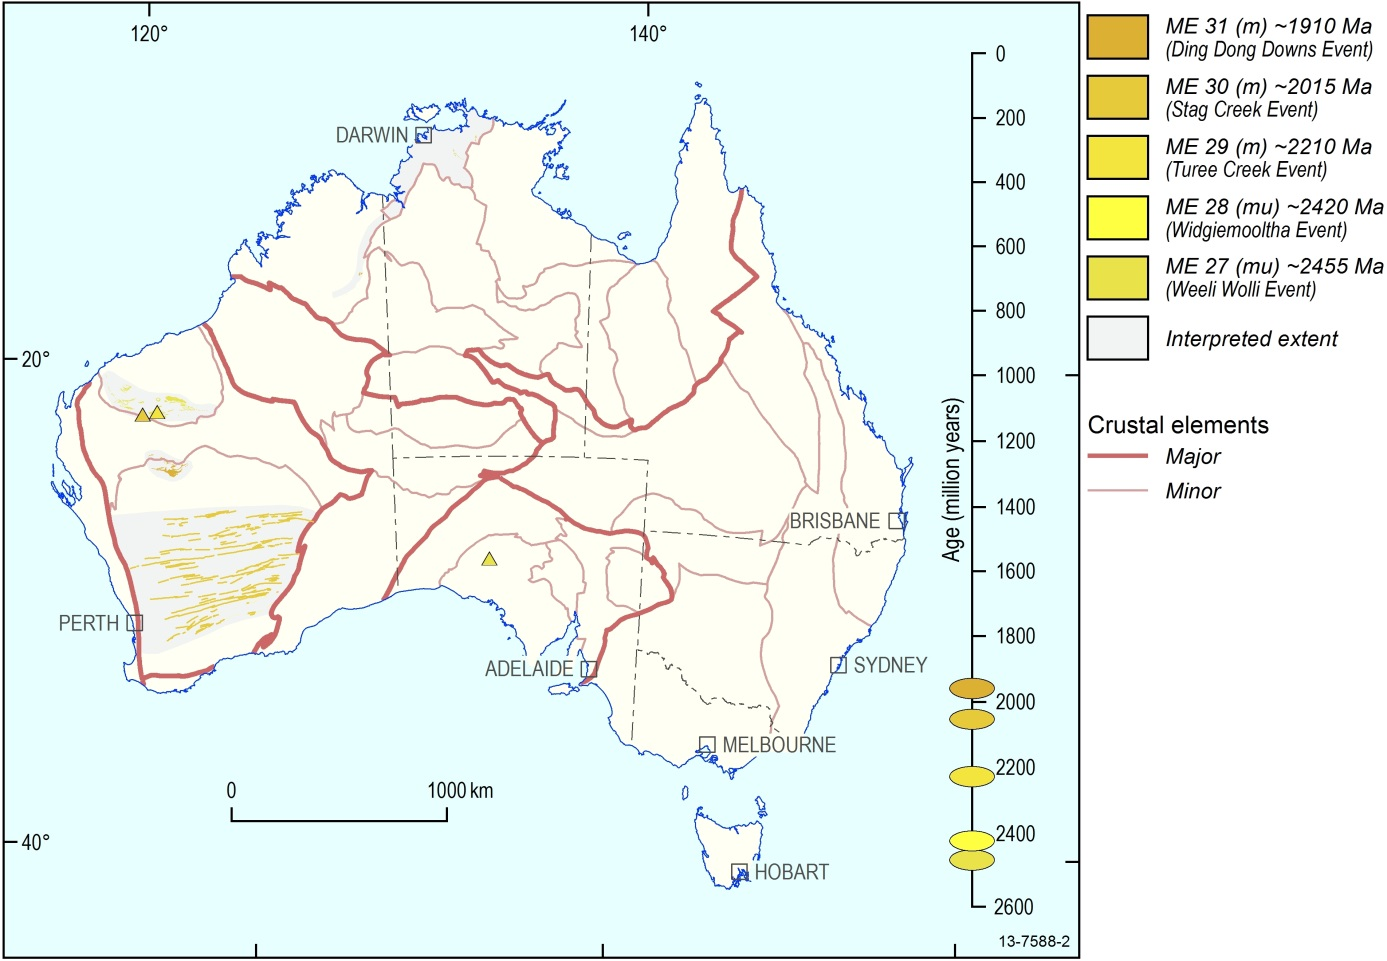 120°
140°
DARWIN
20°
PERTH
ADELAIDE
BRISBANE
SYDNEY
MELBOURNE
HOBART
0
1000 km
40°
Age (million years)
0
200
400
600
800
1000
1200
1400
1600
1800
2000
2200
2400
2600
13-7588-2
ME 31 (m) ~1910 Ma
(Ding Dong Downs Event)
ME 30 (m) ~2015 Ma
(Stag Creek Event)
ME 29 (m) ~2210 Ma
(Turee Creek Event)
ME 28 (mu) ~2420 Ma
(Widgiemooltha Event)
ME 27 (mu) ~2455 Ma
(Weeli Wolli Event)
Interpreted extent
Crustal elements
Major
Minor